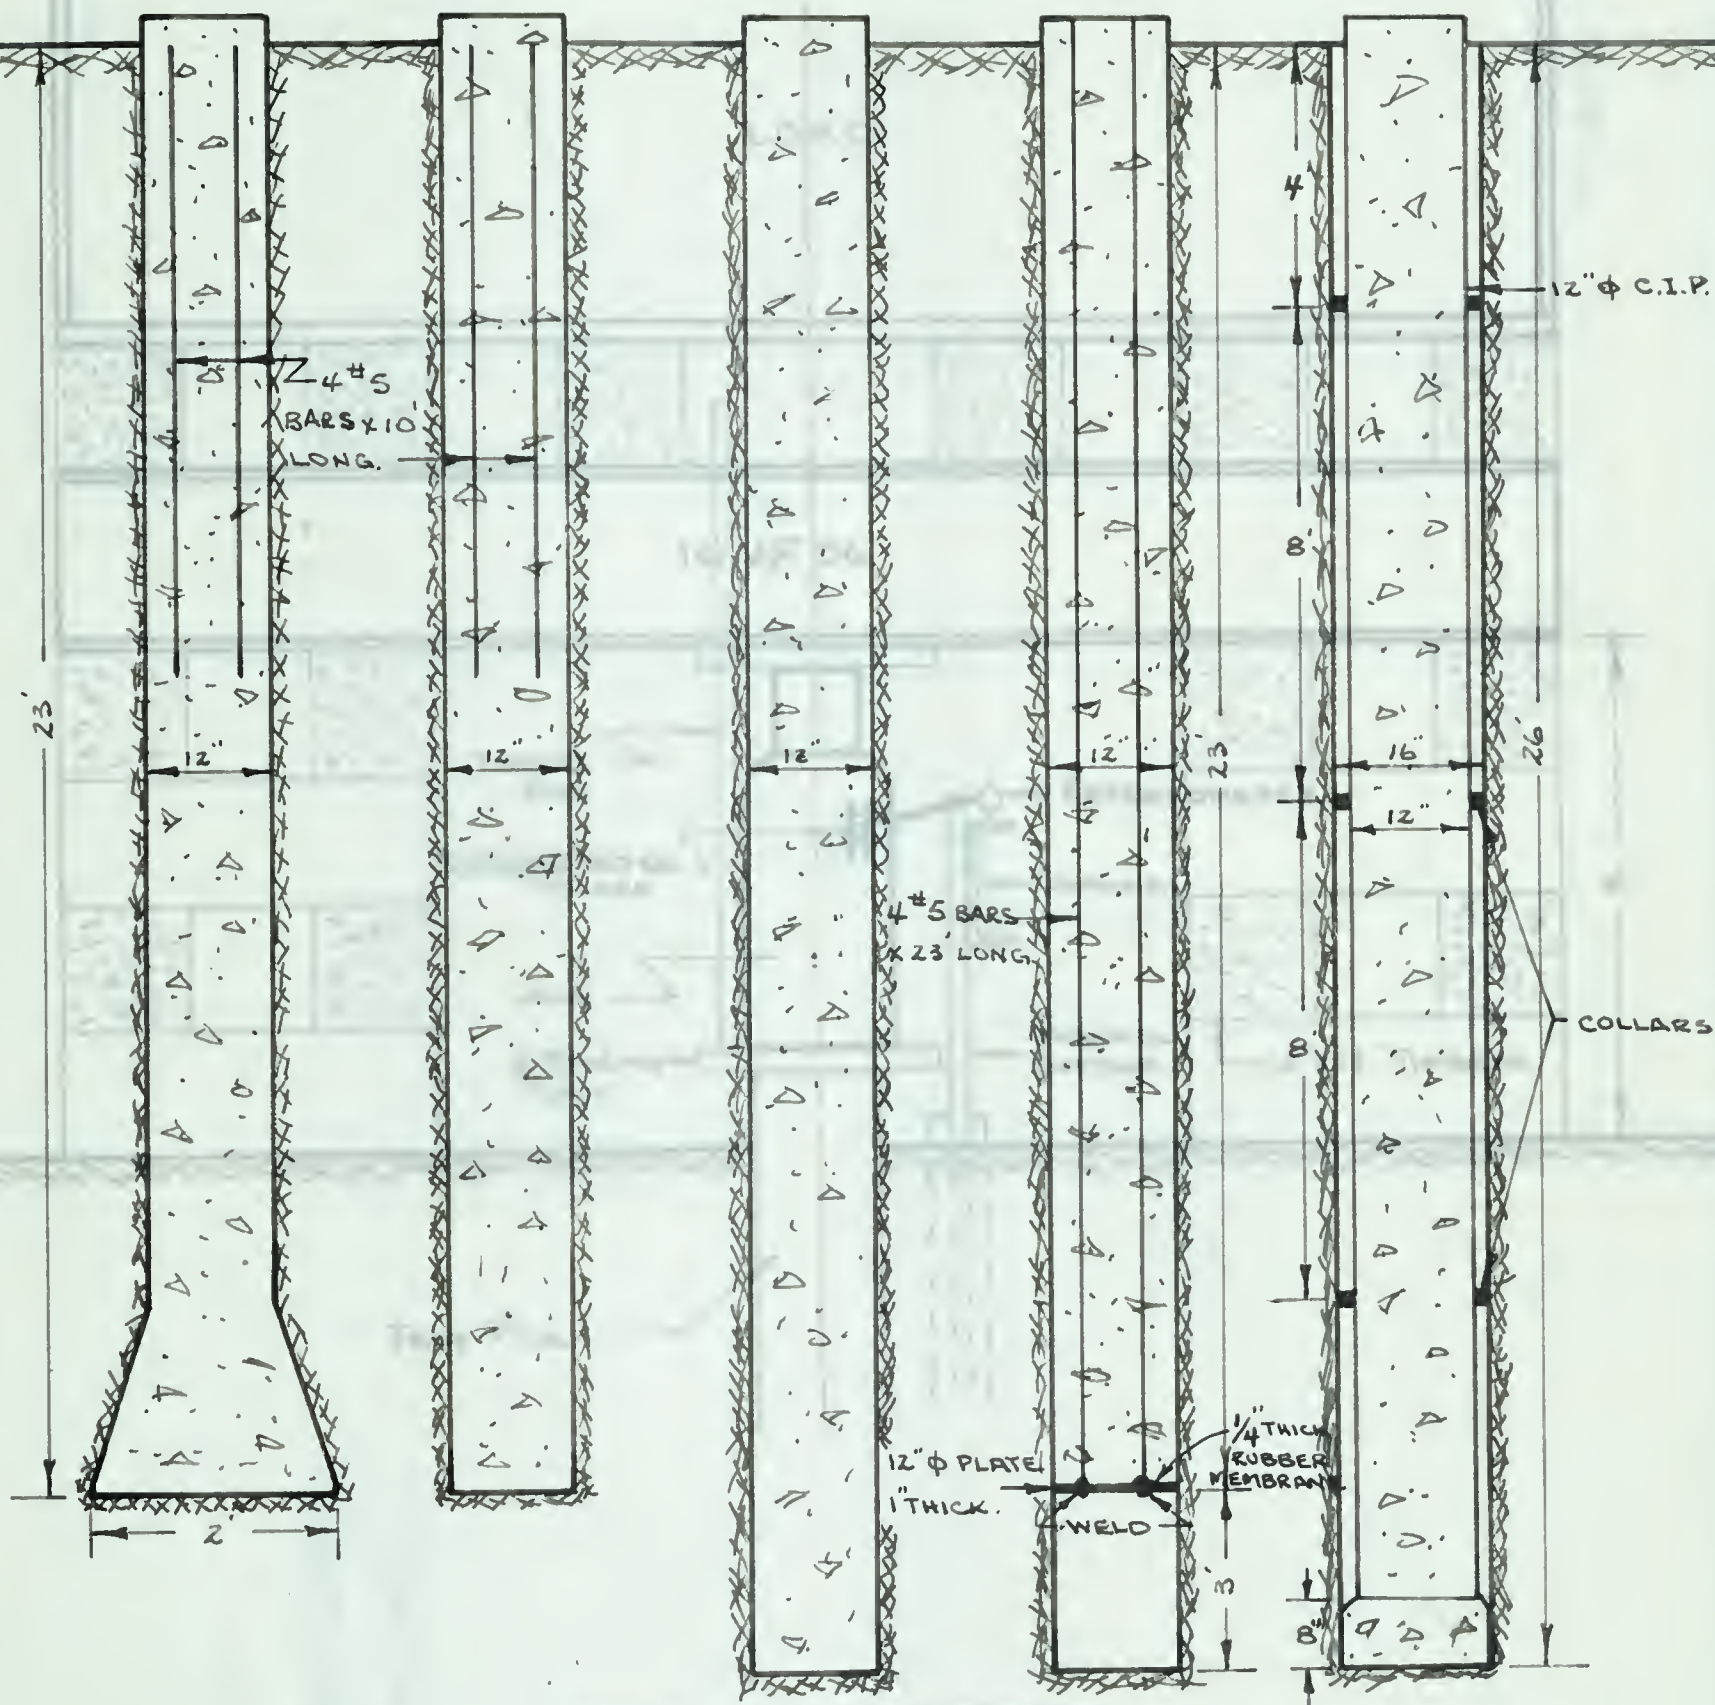 4 #5
BARS x 10'
LONG.
23'
12"
2'
12"
12"
4 #5 BARS
x 23' LONG.
12" φ PLATE
1" THICK.
12"
23'
1/4" THICK
RUBBER
MEMBRAN
WELD
3'
4'
8'
8'
8"
16"
12"
26'
12" φ C.I.P.
COLLARS